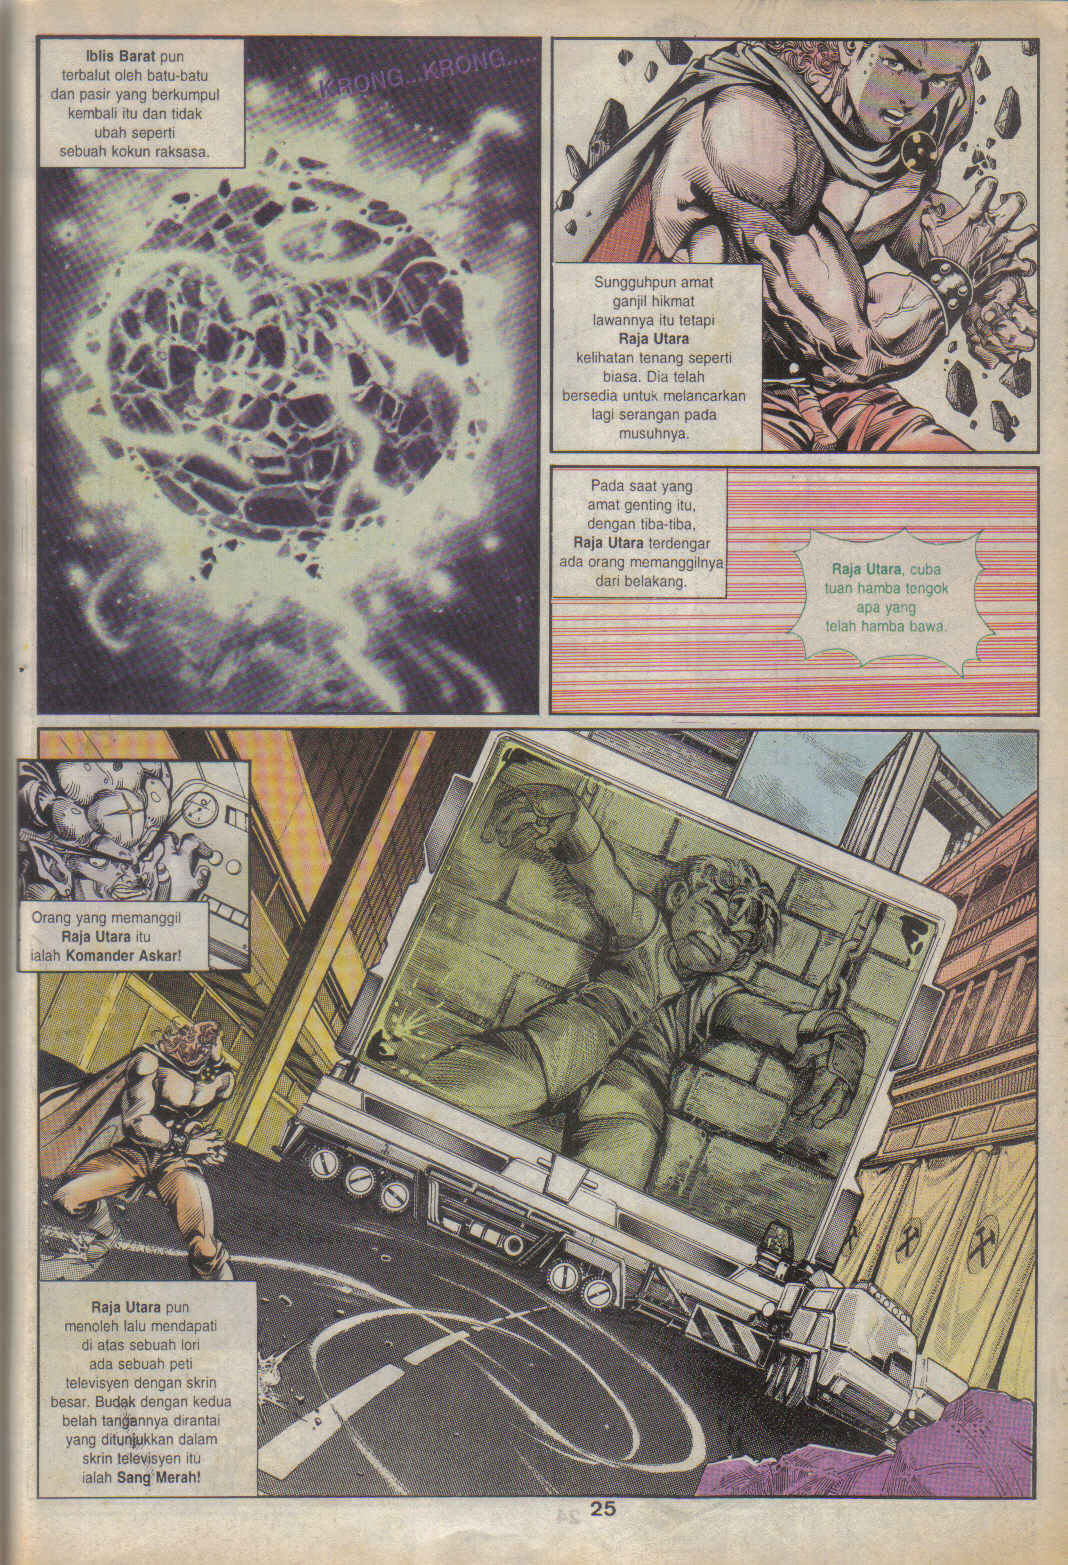 Iblis Barat pun
terbalut oleh batu-batu
dan pasir yang berkumpul
kembali itu dan tidak
ubah seperti
sebuah kokun raksasa.
KRONG...KRONG.....
Sungguhpun amat
ganjil hikmat
lawannya itu tetapi
Raja Utara
kelihatan tenang seperti
biasa. Dia telah
bersedia untuk melancarkan
lagi serangan pada
musuhnya.
Pada saat yang
amat genting itu,
dengan tiba-tiba,
Raja Utara terdengar
ada orang memanggilnya
dari belakang.
Raja Utara, cuba
tuan hamba tengok
apa yang
telah hamba bawa.
Orang yang memanggil
Raja Utara itu
ialah Komander Askar!
Raja Utara pun
menoleh lalu mendapati
di atas sebuah lori
ada sebuah peti
televisyen dengan skrin
besar. Budak dengan kedua
belah tangannya dirantai
yang ditunjukkan dalam
skrin televisyen itu
ialah Sang Merah!
25